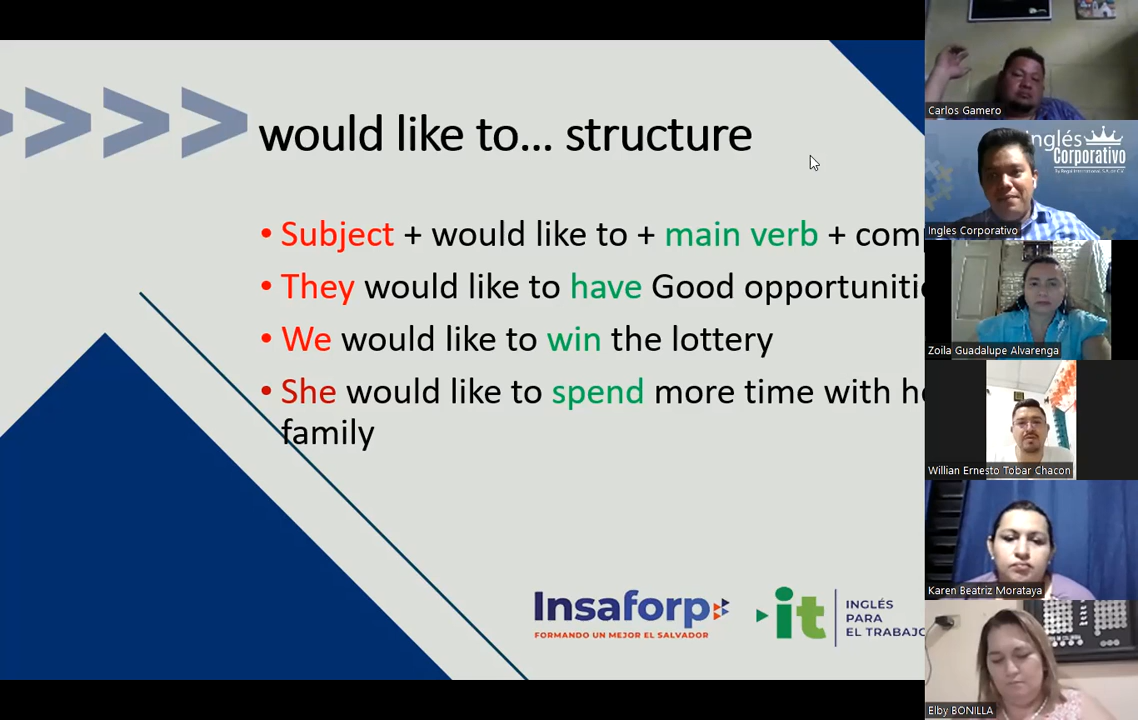 would like to... structure
• Subject + would like to + main verb + com
• They would like to have Good opportuniti
• We would like to win the lottery
• She would like to spend more time with h
family
Insaforp
FORMANDO UN MEJOR EL SALVADOR
it
INGLÉS
PARA
EL TRABAJO
Carlos Gamero
Inglés
Corporativo
Ingles Corporativo
Zoila Guadalupe Alvarenga
Willian Ernesto Tobar Chacon
Karen Beatriz Morataya
Elby BONILLA